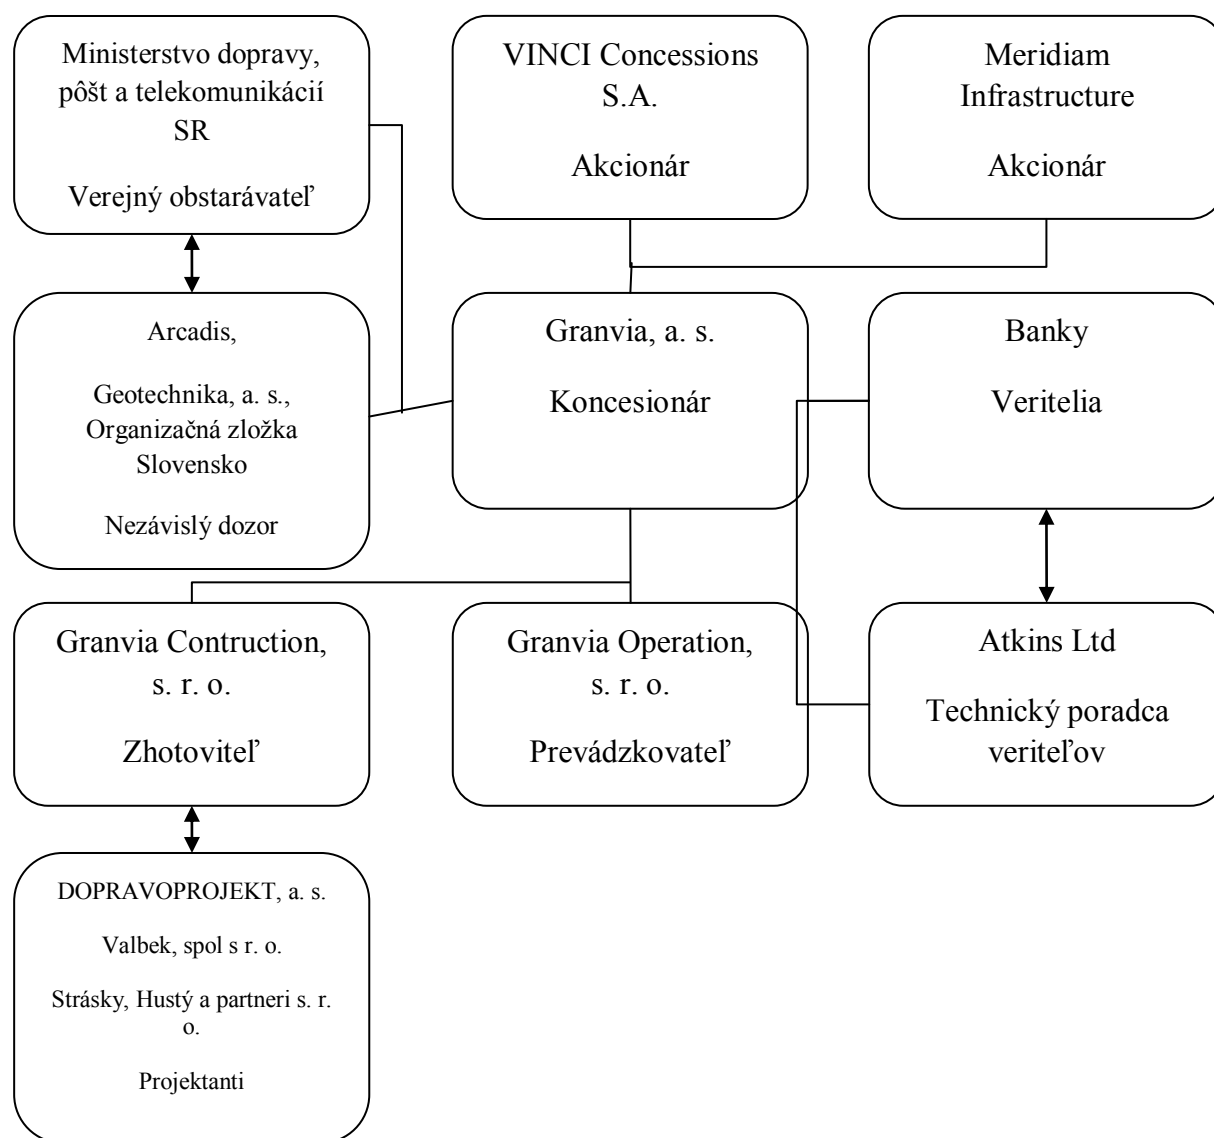 Ministerstvo dopravy,
pôšt a telekomunikácií
SR
Verejný obstarávateľ
VINCI Concessions
S.A.
Akcionár
Meridiam
Infrastructure
Akcionár
Arcadis,
Geotechnika, a. s.,
Organizačná zložka
Slovensko
Nezávislý dozor
Granvia, a. s.
Koncesionár
Banky
Veritelia
Granvia Contruction,
s. r. o.
Zhotoviteľ
Granvia Operation,
s. r. o.
Prevádzkovateľ
Atkins Ltd
Technický poradca
veriteľov
DOPRAVOPROJEKT, a. s.
Valbek, spol s r. o.
Strásky, Hustý a partneri s. r.
o.
Projektanti